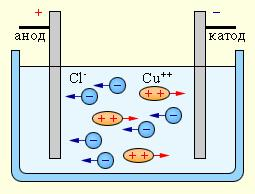 + −
анод катод
Cl- Cu++
− −
+ + −
− + +
− + +